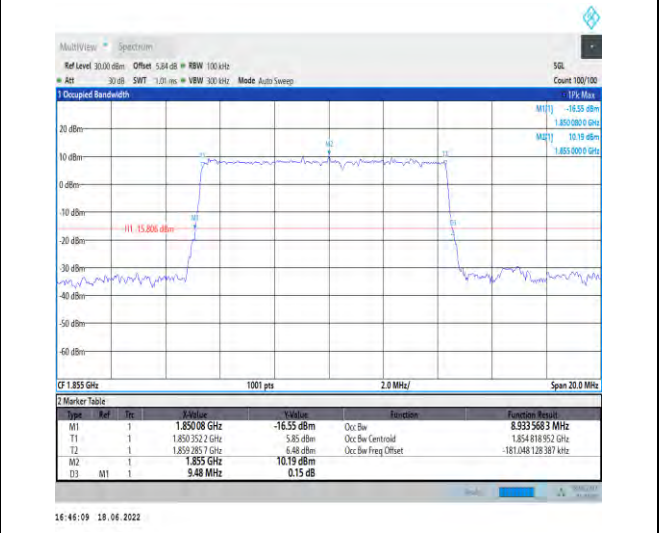 MultiView Spectrum
Ref Level 30.00 dBm Offset 5.84 dB RBW 100 kHz SGL
Att 30 dB SWT 1.01 ms VBW 300 kHz Mode Auto Sweep Count 100/100
1 Occupied Bandwidth 1Pk Max
M1[1] -16.55 dBm
1.850 080 0 GHz
M2[1] 10.19 dBm
1.855 000 0 GHz
20 dBm
M2
T1 T2
10 dBm
0 dBm
-10 dBm
M1 D3
H1 -15.806 dBm
-20 dBm
-30 dBm
-40 dBm
-50 dBm
-60 dBm
CF 1.855 GHz 1001 pts 2.0 MHz/ Span 20.0 MHz
2 Marker Table
Type Ref Trc X-Value Y-Value Function Function Result
M1 1 1.85008 GHz -16.55 dBm Occ Bw 8.933 568 3 MHz
T1 1 1.850 352 2 GHz 5.85 dBm Occ Bw Centroid 1.854 818 952 GHz
T2 1 1.859 285 7 GHz 6.48 dBm Occ Bw Freq Offset -181.048 128 387 kHz
M2 1 1.855 GHz 10.19 dBm
D3 M1 1 9.48 MHz 0.15 dB
16:46:09 18.06.2022